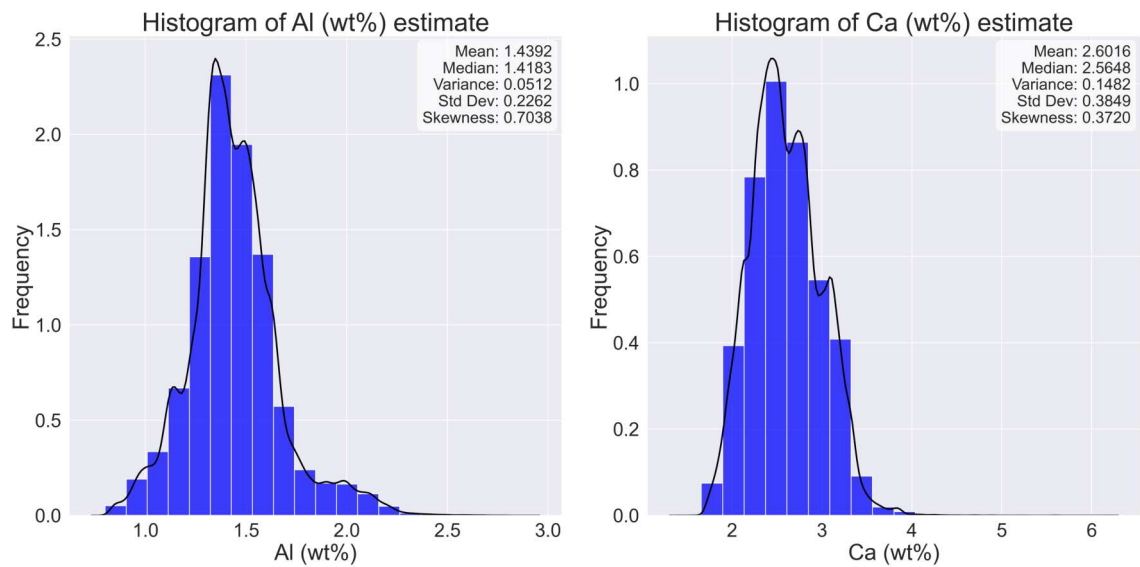 Histogram of Al (wt%) estimate
2.5
2.0
1.5
1.0
0.5
0.0
Frequency
Mean: 1.4392
Median: 1.4183
Variance: 0.0512
Std Dev: 0.2262
Skewness: 0.7038
1.0 1.5 2.0 2.5 3.0
Al (wt%)
Histogram of Ca (wt%) estimate
1.0
0.8
0.6
0.4
0.2
0.0
Frequency
Mean: 2.6016
Median: 2.5648
Variance: 0.1482
Std Dev: 0.3849
Skewness: 0.3720
2 3 4 5 6
Ca (wt%)